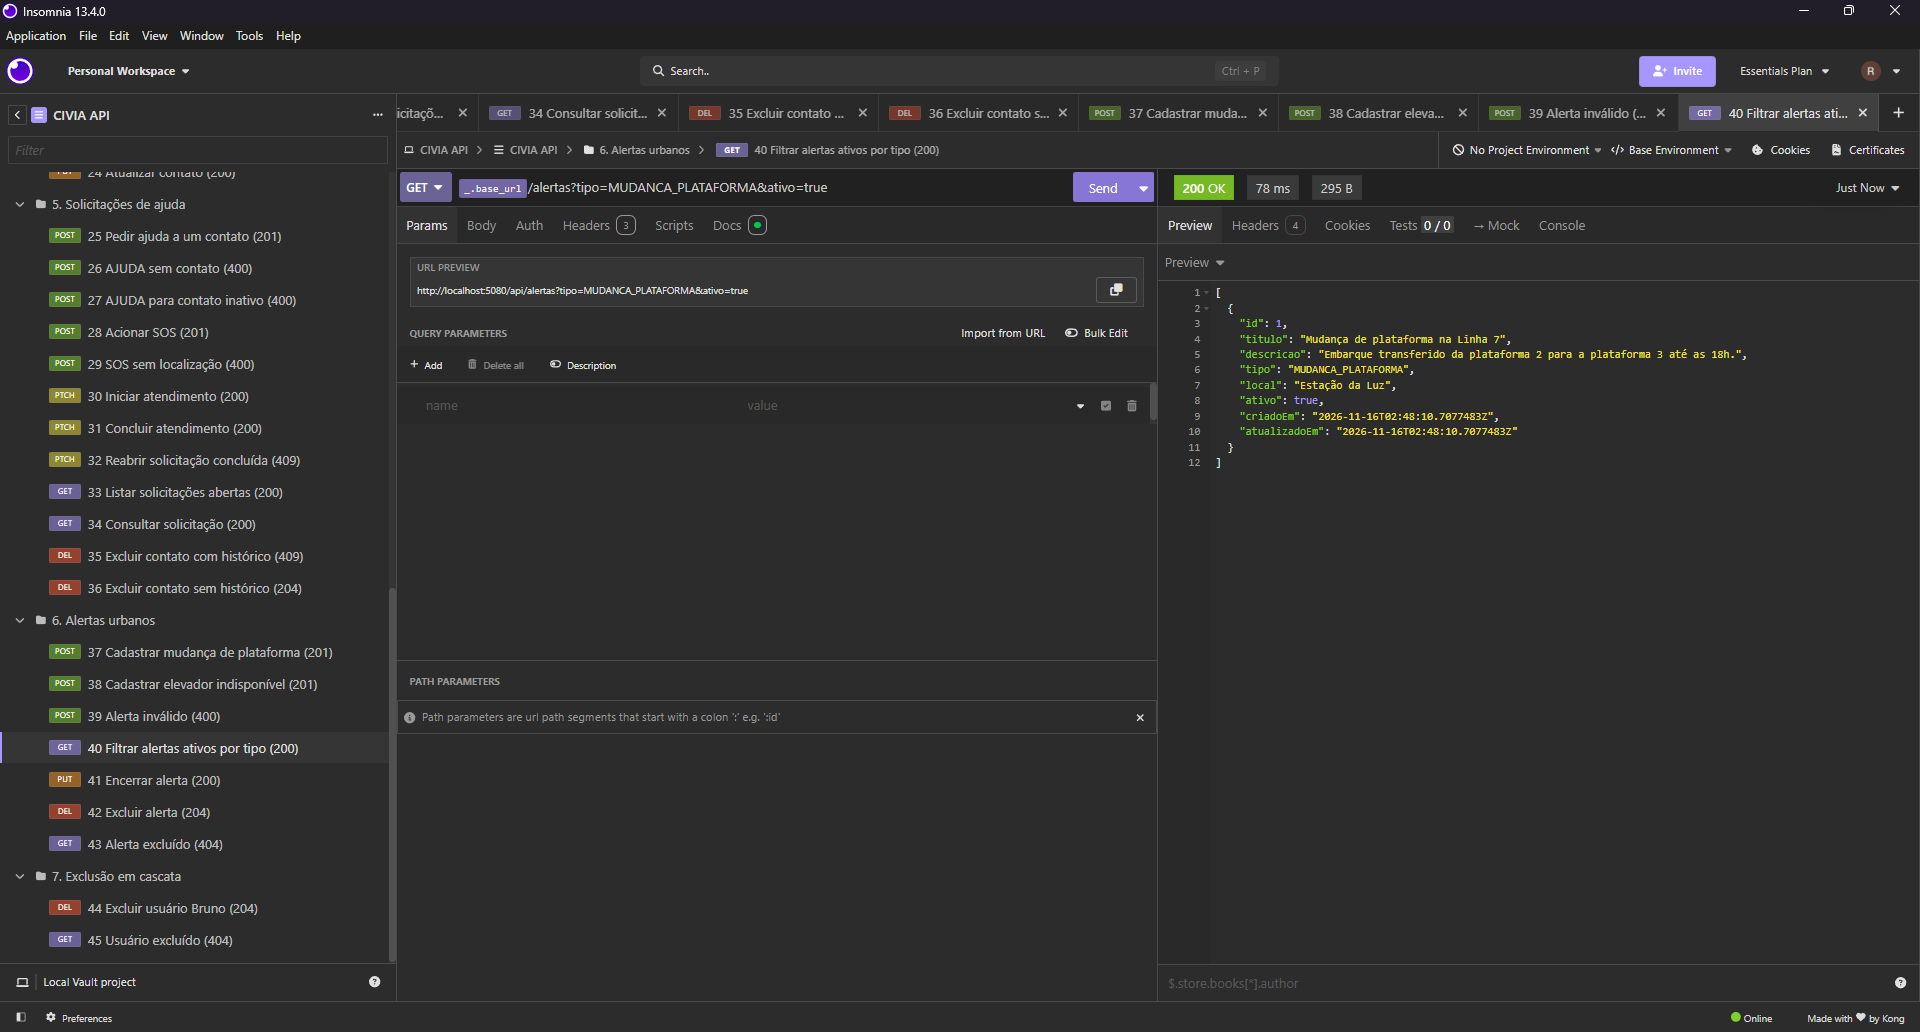 Insomnia 13.4.0
Application File Edit View Window Tools Help
Personal Workspace
Search..
Ctrl + P
Invite
Essentials Plan
R
CIVIA API
Filter
24 Atualizar contato (200)
5. Solicitações de ajuda
POST 25 Pedir ajuda a um contato (201)
POST 26 AJUDA sem contato (400)
POST 27 AJUDA para contato inativo (400)
POST 28 Acionar SOS (201)
POST 29 SOS sem localização (400)
PTCH 30 Iniciar atendimento (200)
PTCH 31 Concluir atendimento (200)
PTCH 32 Reabrir solicitação concluída (409)
GET 33 Listar solicitações abertas (200)
GET 34 Consultar solicitação (200)
DEL 35 Excluir contato com histórico (409)
DEL 36 Excluir contato sem histórico (204)
6. Alertas urbanos
POST 37 Cadastrar mudança de plataforma (201)
POST 38 Cadastrar elevador indisponível (201)
POST 39 Alerta inválido (400)
GET 40 Filtrar alertas ativos por tipo (200)
PUT 41 Encerrar alerta (200)
DEL 42 Excluir alerta (204)
GET 43 Alerta excluído (404)
7. Exclusão em cascata
DEL 44 Excluir usuário Bruno (204)
GET 45 Usuário excluído (404)
Local Vault project
Preferences
icitaçõ...
GET 34 Consultar solicit...
DEL 35 Excluir contato ...
DEL 36 Excluir contato s...
POST 37 Cadastrar muda...
POST 38 Cadastrar eleva...
POST 39 Alerta inválido (...
GET 40 Filtrar alertas ati...
CIVIA API > CIVIA API > 6. Alertas urbanos > GET 40 Filtrar alertas ativos por tipo (200)
No Project Environment
</> Base Environment
Cookies
Certificates
GET _.base_url /alertas?tipo=MUDANCA_PLATAFORMA&ativo=true
Send
Params Body Auth Headers 3 Scripts Docs
URL PREVIEW
http://localhost:5080/api/alertas?tipo=MUDANCA_PLATAFORMA&ativo=true
QUERY PARAMETERS
Import from URL
Bulk Edit
+ Add
Delete all
Description
name
value
PATH PARAMETERS
Path parameters are url path segments that start with a colon ':' e.g. ':id'
200 OK
78 ms
295 B
Just Now
Preview Headers 4 Cookies Tests 0 / 0 → Mock Console
Preview
1 [
2 {
3 "id": 1,
4 "titulo": "Mudança de plataforma na Linha 7",
5 "descricao": "Embarque transferido da plataforma 2 para a plataforma 3 até as 18h.",
6 "tipo": "MUDANCA_PLATAFORMA",
7 "local": "Estação da Luz",
8 "ativo": true,
9 "criadoEm": "2026-11-16T02:48:10.7077483Z",
10 "atualizadoEm": "2026-11-16T02:48:10.7077483Z"
11 }
12 ]
$.store.books[*].author
Online
Made with ♥ by Kong